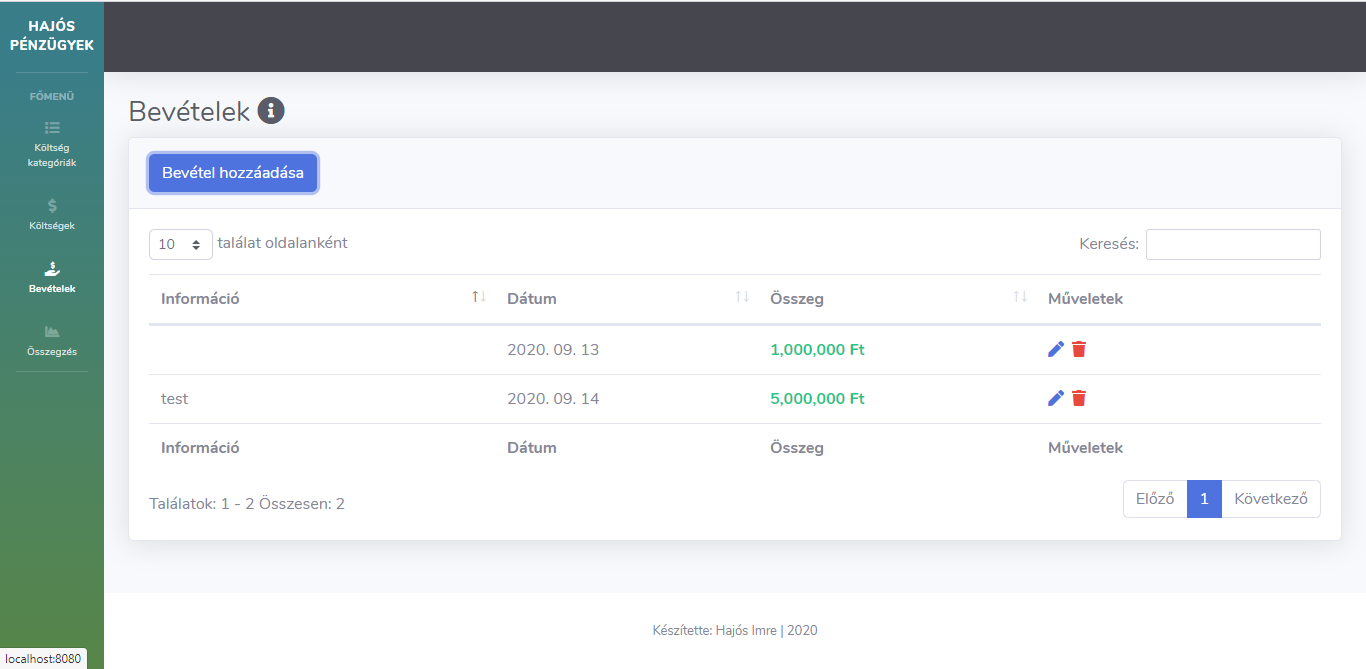 HAJÓS
PÉNZÜGYEK
FŐMENÜ
Költség
kategóriák
Költségek
Bevételek
Összegzés
Bevételek
Bevétel hozzáadása
10 találat oldalanként
Keresés:
Információ Dátum Összeg Műveletek
2020. 09. 13 1,000,000 Ft
test 2020. 09. 14 5,000,000 Ft
Információ Dátum Összeg Műveletek
Találatok: 1 - 2 Összesen: 2
Előző 1 Következő
Készítette: Hajós Imre | 2020
localhost:8080